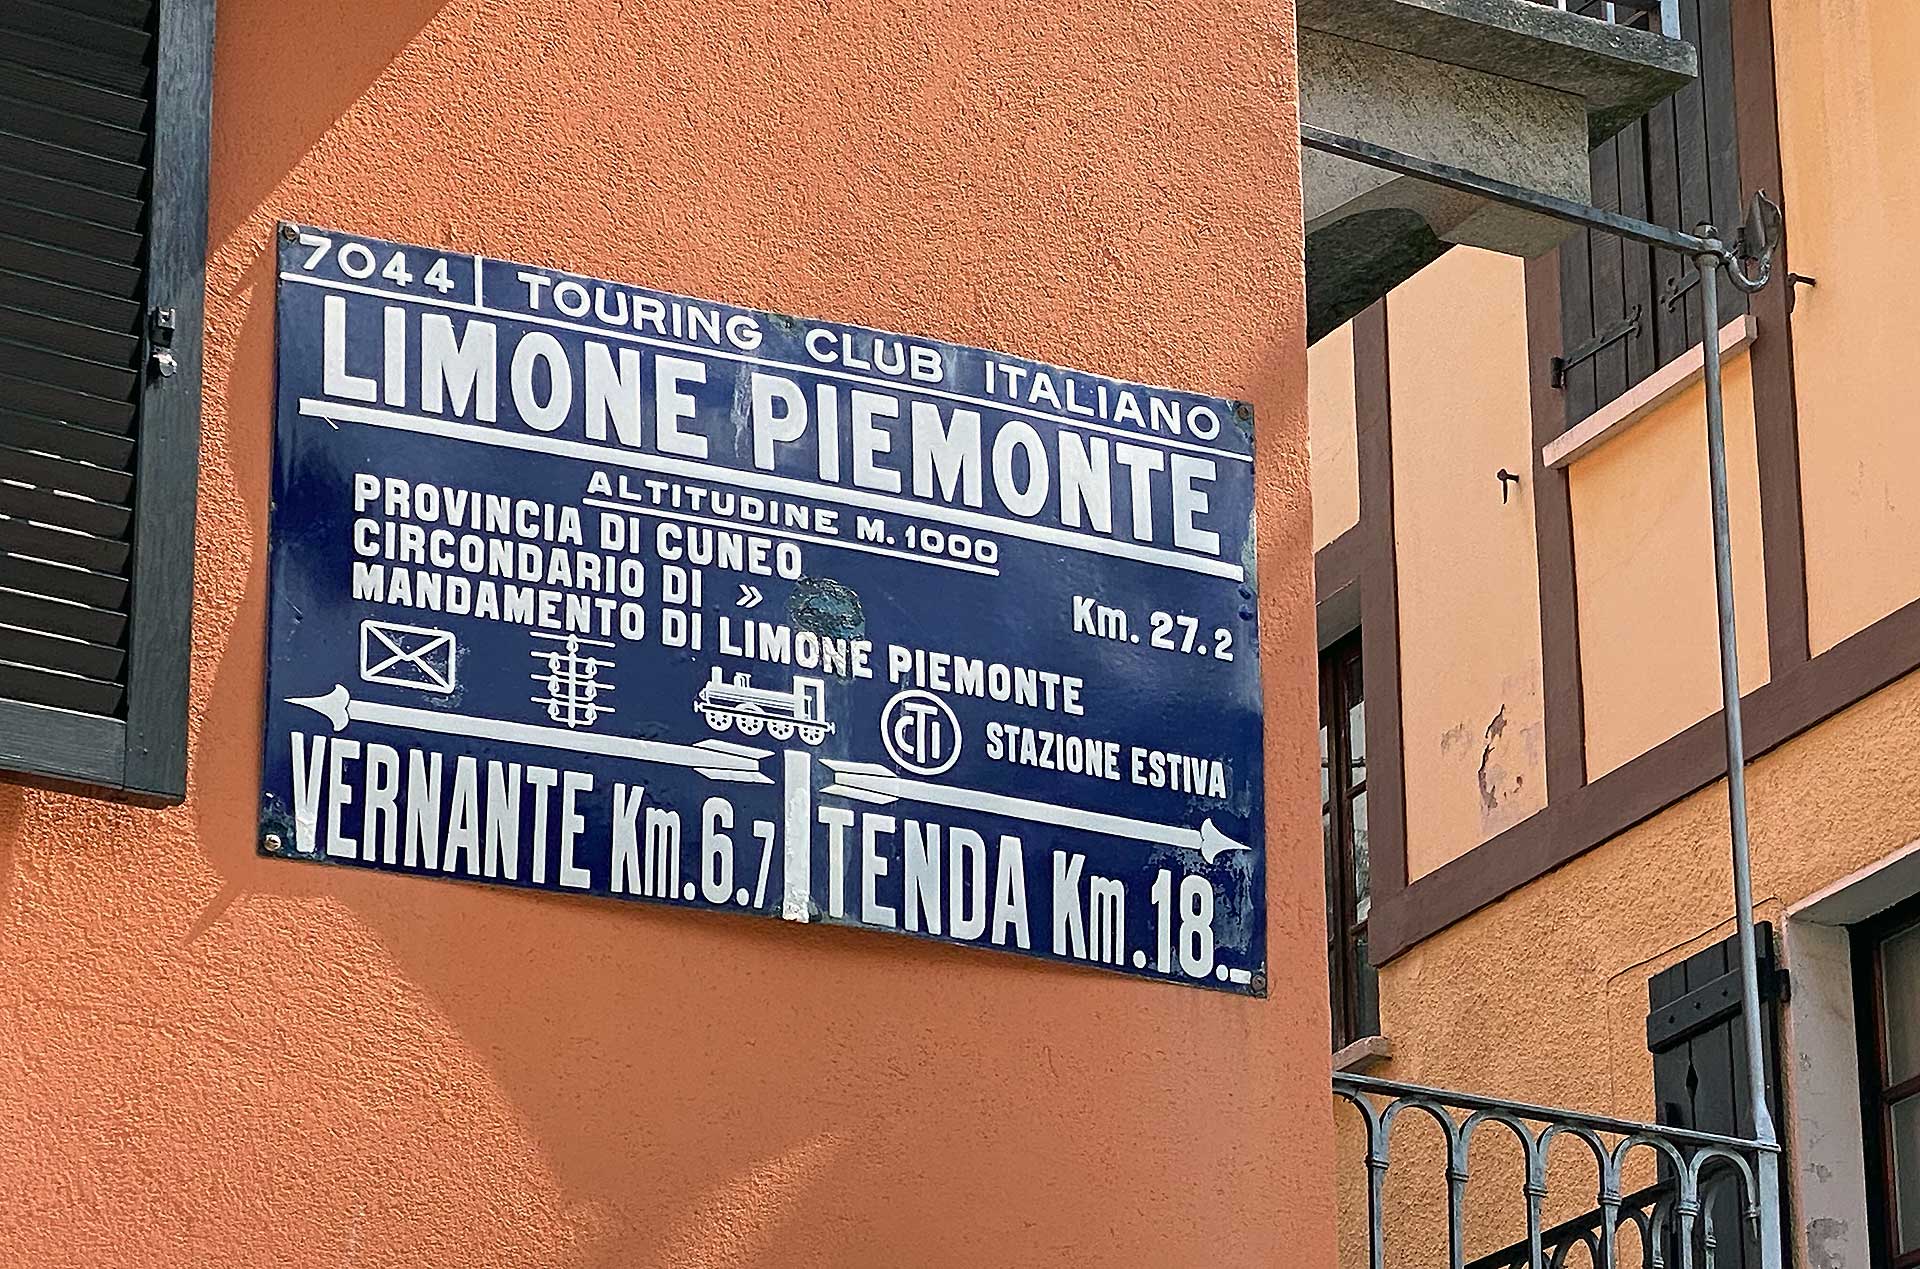 7044 TOURING CLUB ITALIANO
LIMONE PIEMONTE
ALTITUDINE M. 1000
PROVINCIA DI CUNEO
CIRCONDARIO DI »
MANDAMENTO DI LIMONE PIEMONTE
Km. 27.2
CTI STAZIONE ESTIVA
VERNANTE Km. 6.7
TENDA Km. 18._